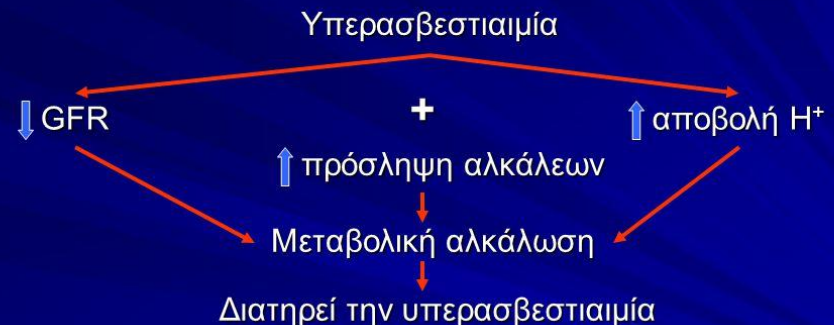 Υπερασβεστιαιμία
GFR
+
αποβολή H⁺
πρόσληψη αλκάλεων
Μεταβολική αλκάλωση
Διατηρεί την υπερασβεστιαιμία